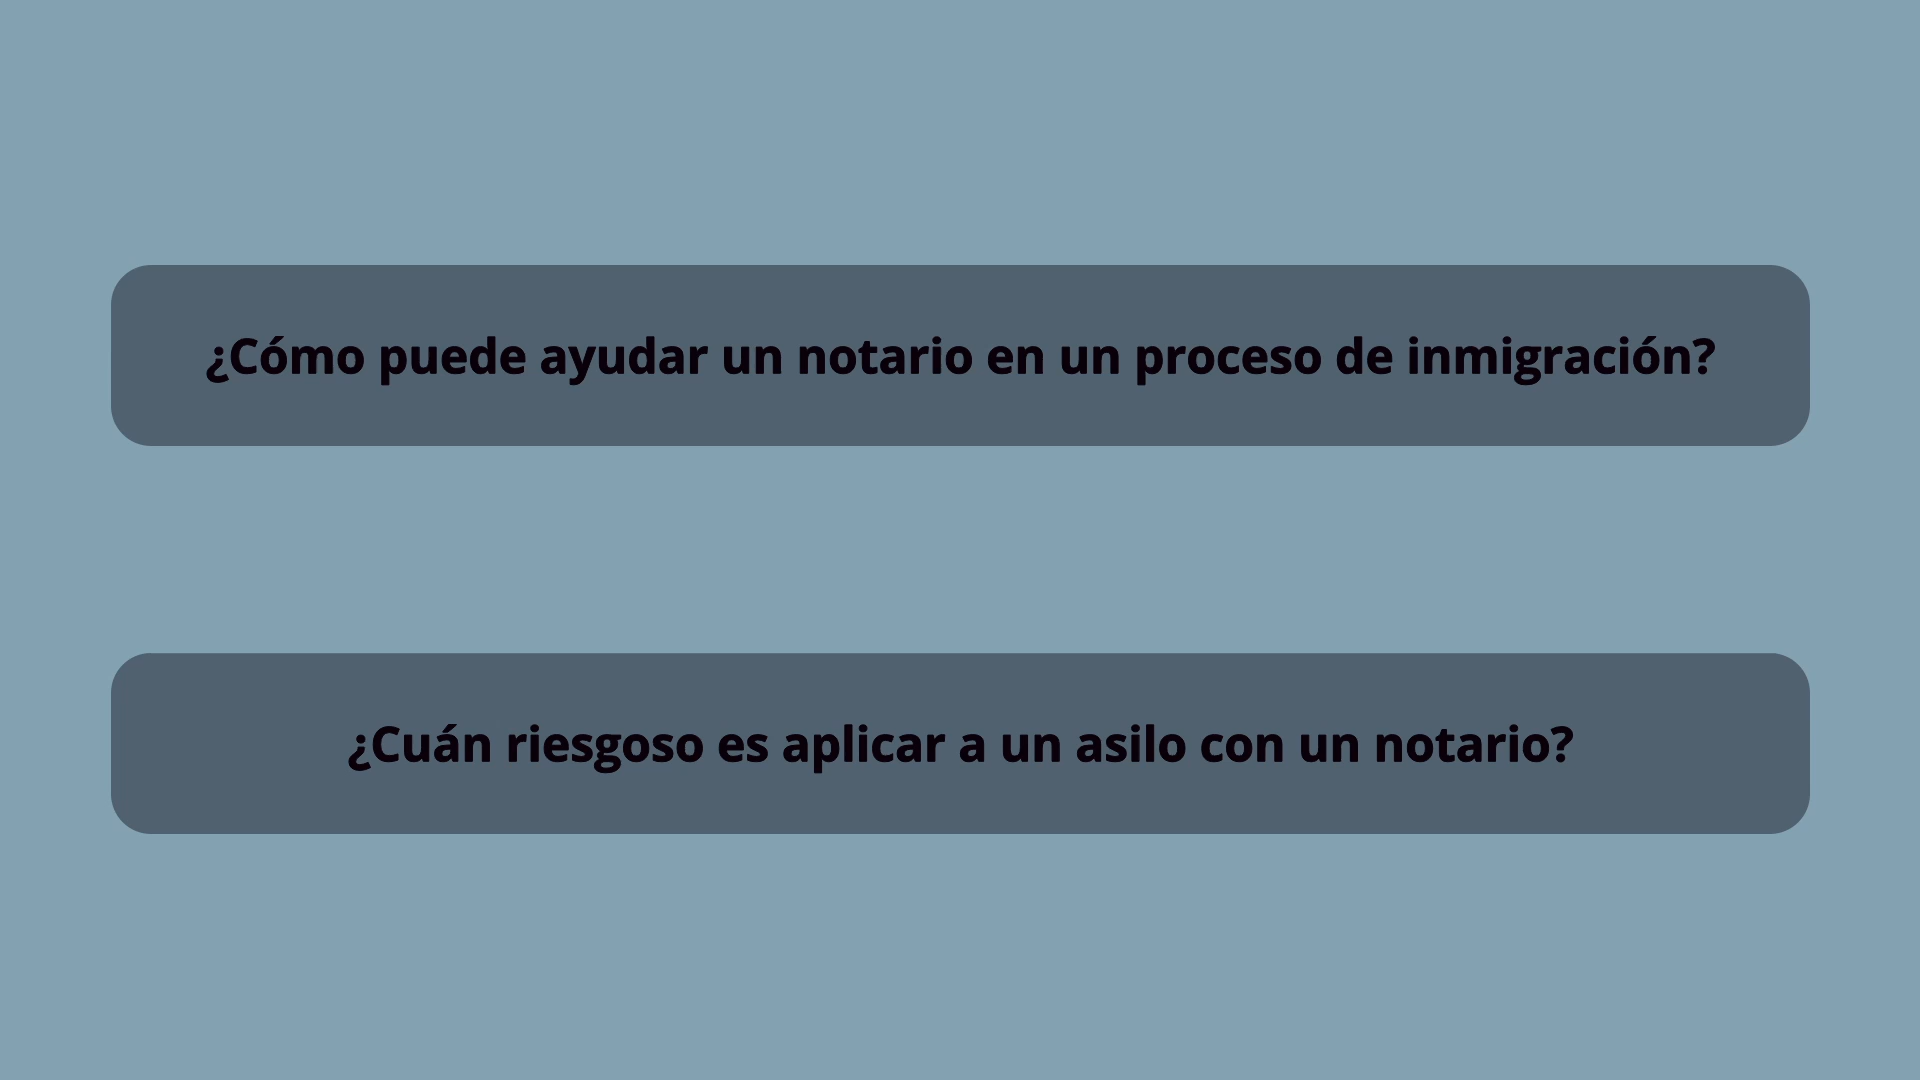 ¿Cómo puede ayudar un notario en un proceso de inmigración?
¿Cuán riesgoso es aplicar a un asilo con un notario?